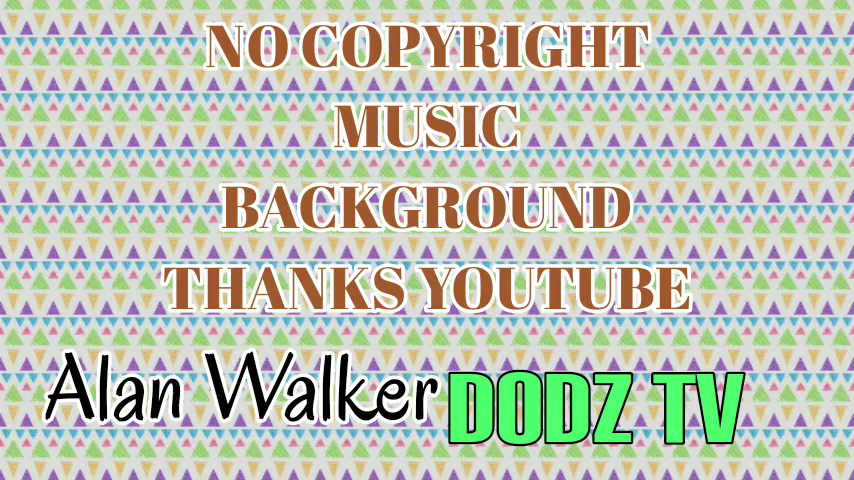 NO COPYRIGHT
MUSIC
BACKGROUND
THANKS YOUTUBE
Alan Walker DODZ TV